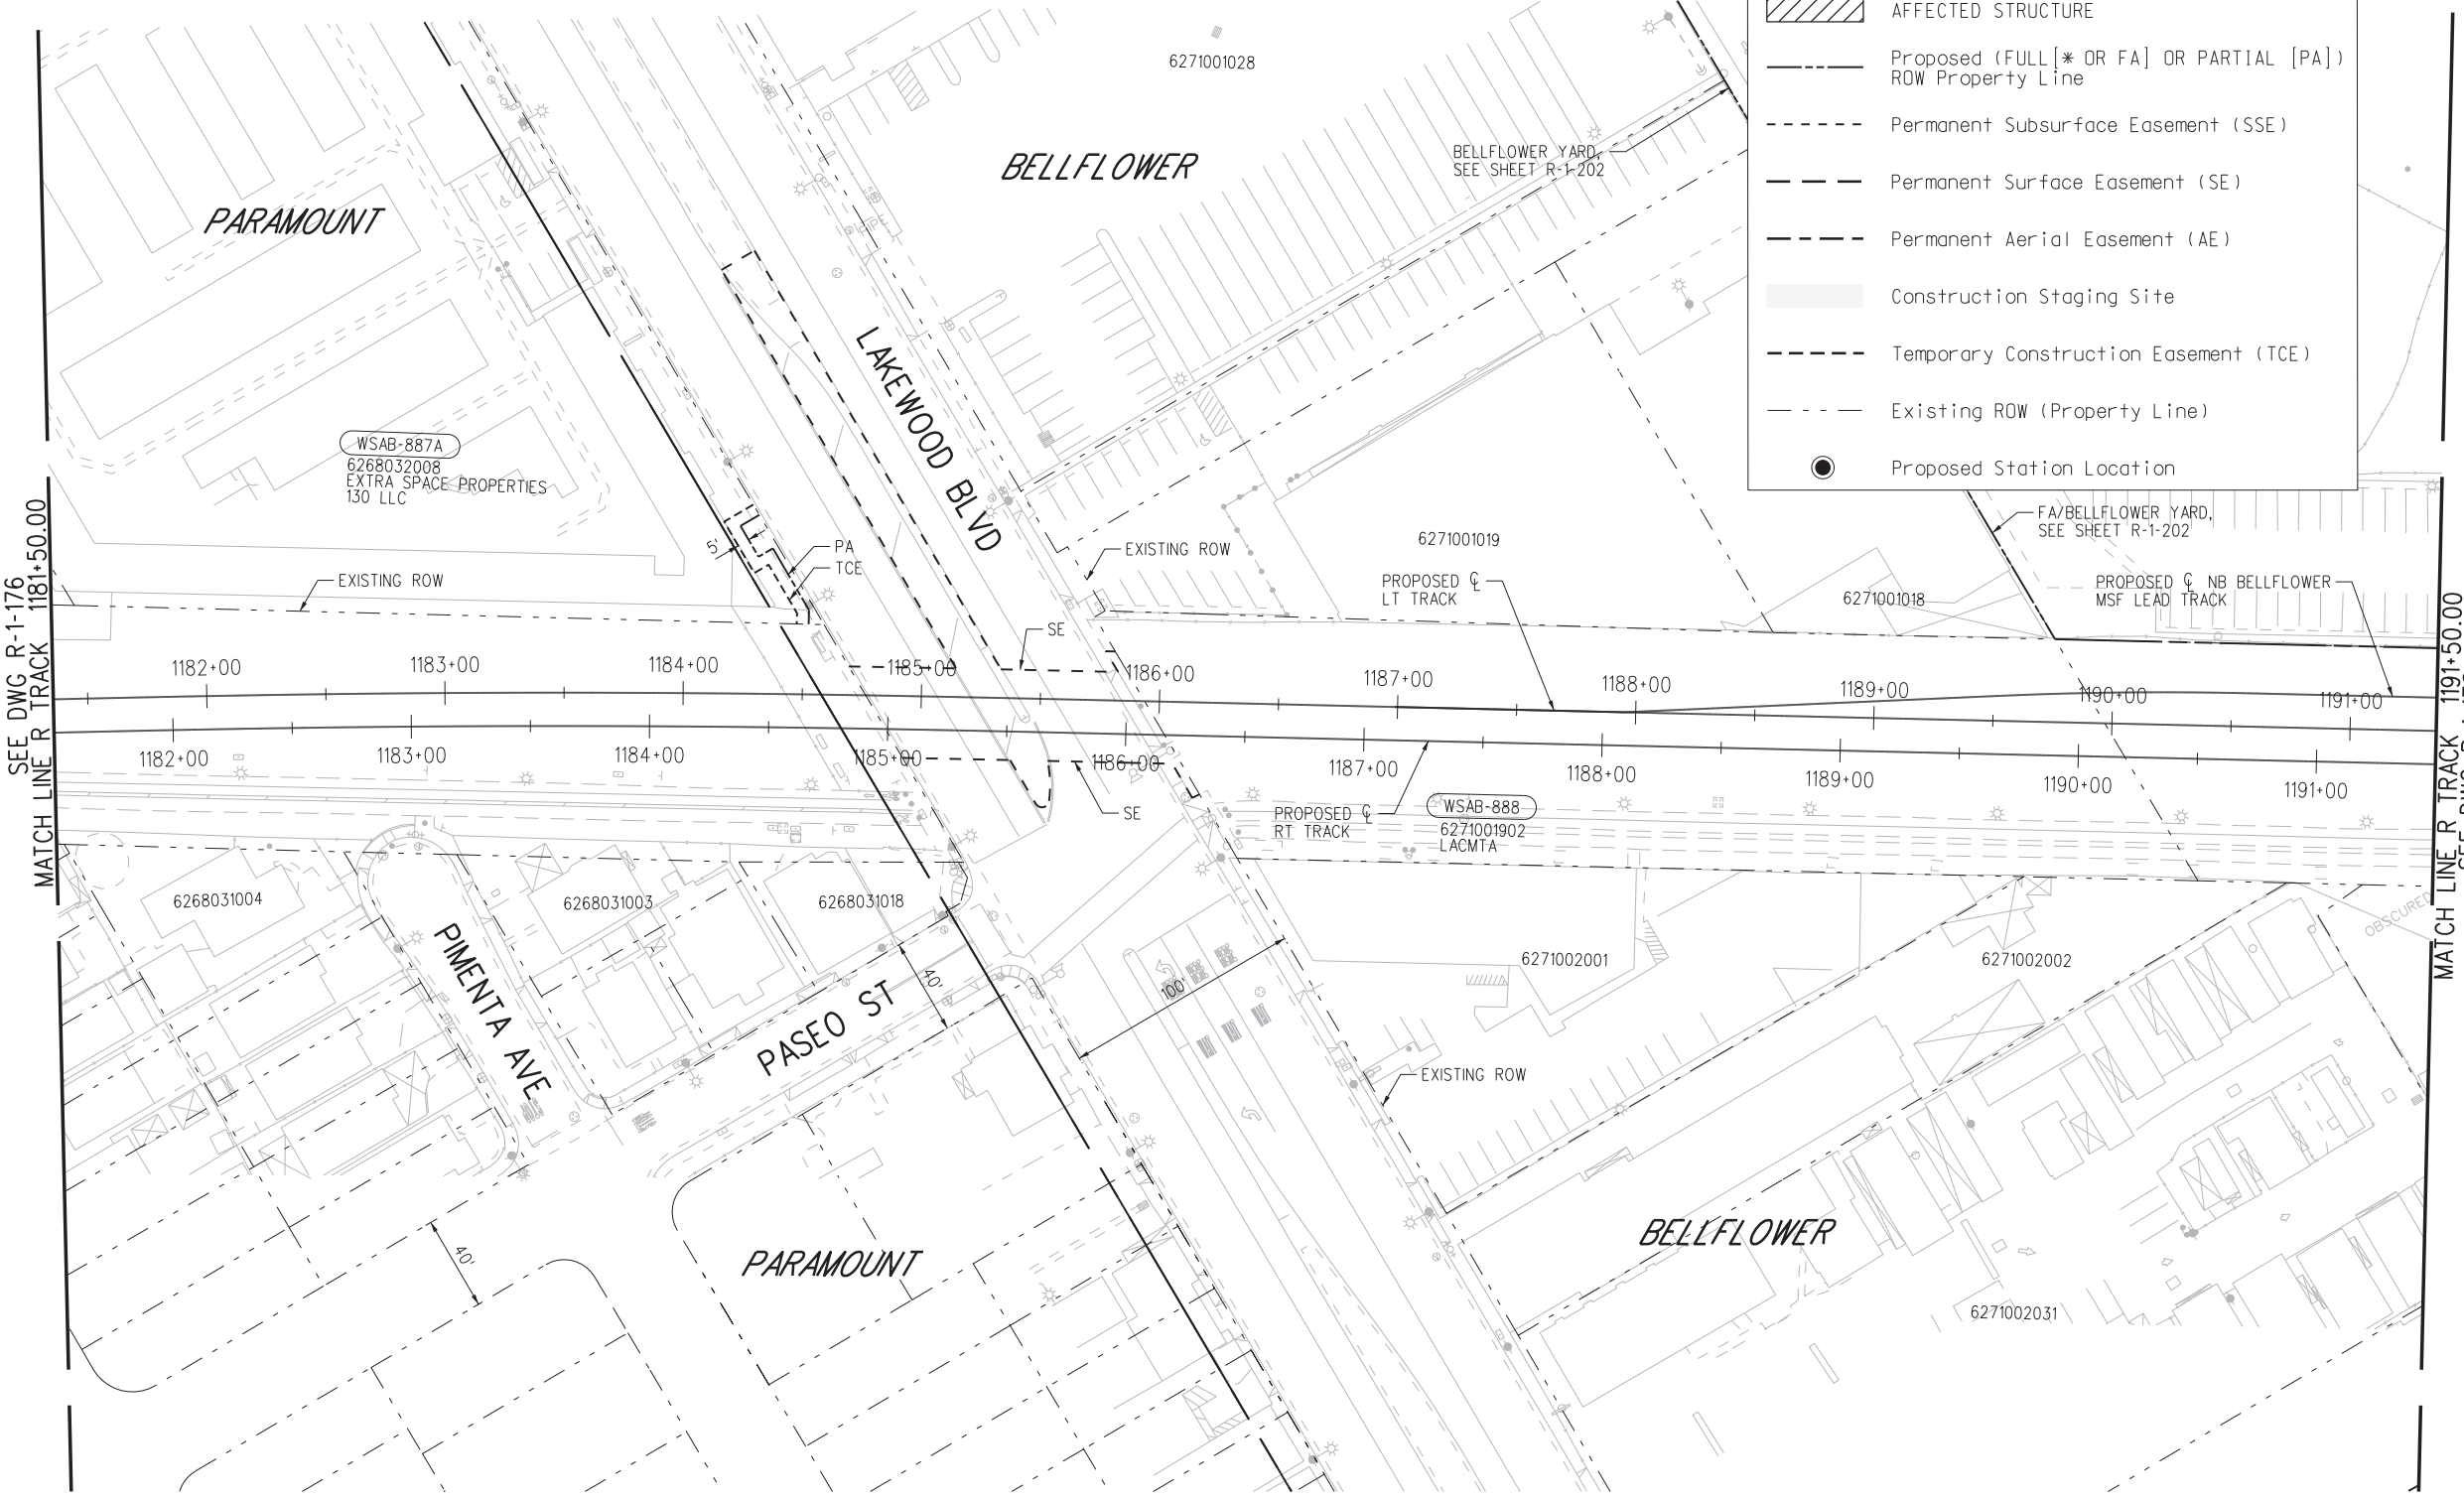 AFFECTED STRUCTURE
Proposed (FULL[* OR FA] OR PARTIAL [PA])
ROW Property Line
Permanent Subsurface Easement (SSE)
Permanent Surface Easement (SE)
Permanent Aerial Easement (AE)
Construction Staging Site
Temporary Construction Easement (TCE)
Existing ROW (Property Line)
Proposed Station Location
6271001028
BELLFLOWER
BELLFLOWER YARD,
SEE SHEET R-1-202
PARAMOUNT
LAKEWOOD BLVD
WSAB-887A
6268032008
EXTRA SPACE PROPERTIES
130 LLC
SEE DWG R-1-176
MATCH LINE R TRACK 1181+50.00
5'
PA
TCE
EXISTING ROW
EXISTING ROW
6271001019
PROPOSED ℄
LT TRACK
6271001018
FA/BELLFLOWER YARD,
SEE SHEET R-1-202
PROPOSED ℄ NB BELLFLOWER
MSF LEAD TRACK
SE
1182+00
1183+00
1184+00
1185+00
1186+00
1187+00
1188+00
1189+00
1190+00
1191+00
1182+00
1183+00
1184+00
1185+00
1186+00
1187+00
1188+00
1189+00
1190+00
1191+00
SE
PROPOSED ℄
RT TRACK
WSAB-888
6271001902
LACMTA
MATCH LINE R TRACK 1191+50.00
6268031004
6268031003
6268031018
PIMENTA AVE
PASEO ST
40'
100'
6271002001
6271002002
OBSCURED
EXISTING ROW
40'
PARAMOUNT
BELLFLOWER
6271002031